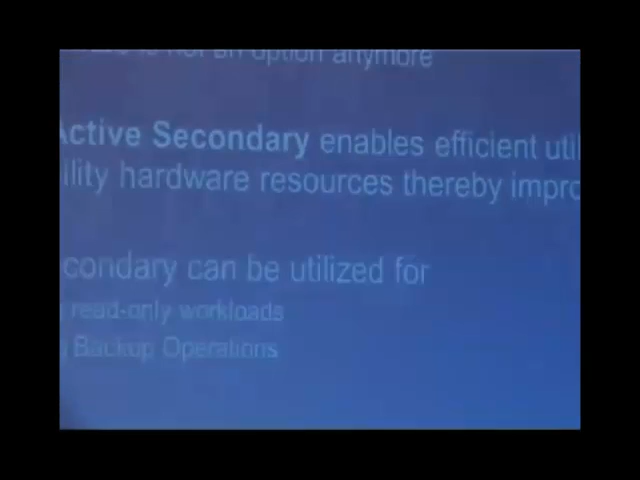 is not an option anymore
Active Secondary enables efficient util
ility hardware resources thereby impro
condary can be utilized for
read-only workloads
Backup Operations